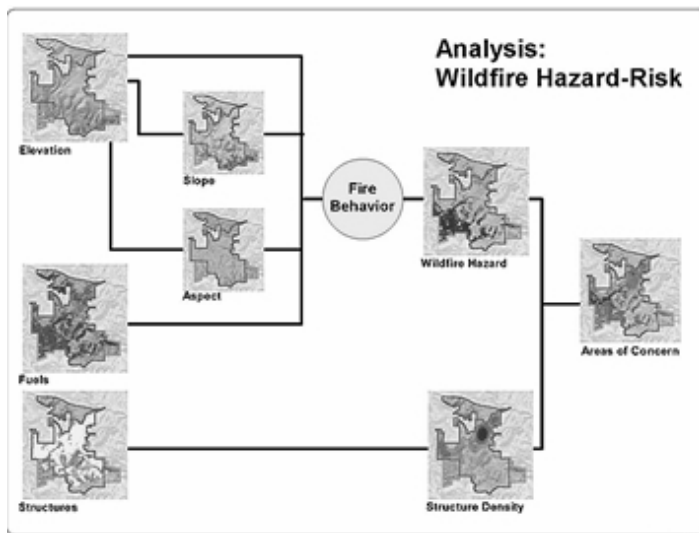 Analysis:
Wildfire Hazard-Risk
Elevation
Slope
Fire
Behavior
Wildfire Hazard
Aspect
Areas of Concern
Fuels
Structures
Structure Density